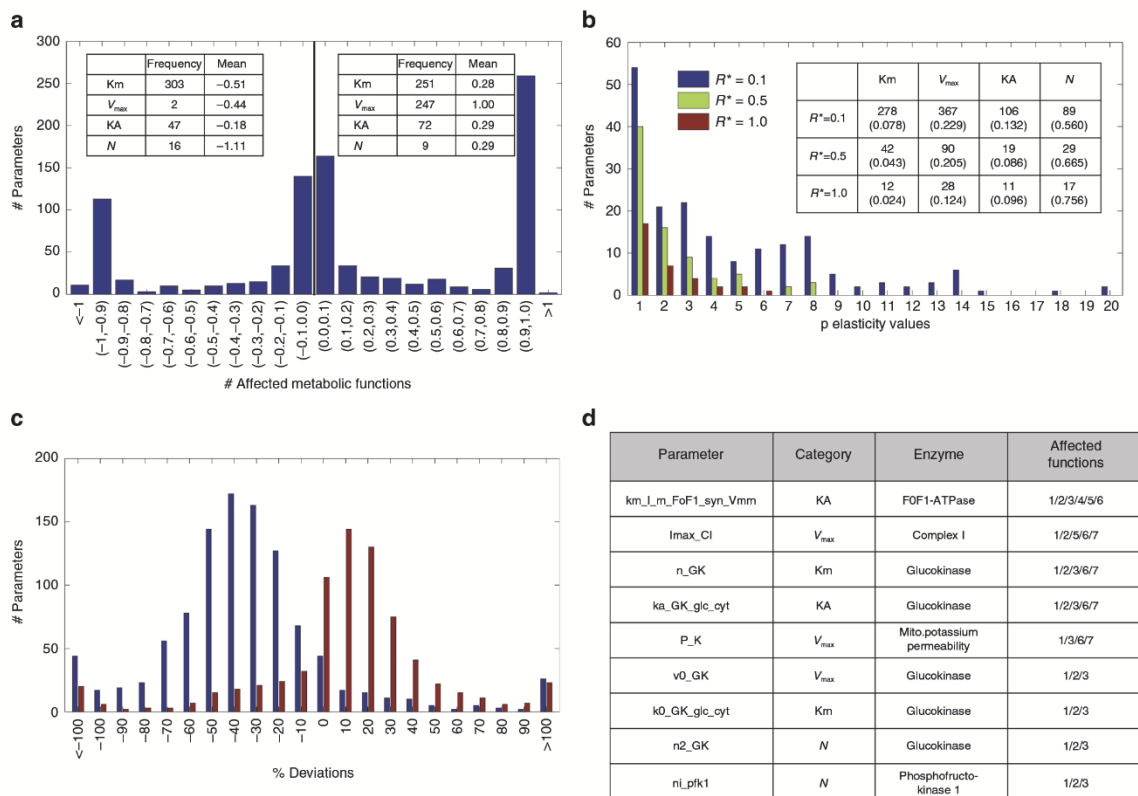 a
300
250
200
150
100
50
0
# Parameters
Frequency Mean
Km 303 −0.51
Vmax 2 −0.44
KA 47 −0.18
N 16 −1.11
Frequency Mean
Km 251 0.28
Vmax 247 1.00
KA 72 0.29
N 9 0.29
<−1
(−1,−0.9)
(−0.9,−0.8)
(−0.8,−0.7)
(−0.7,−0.6)
(−0.6,−0.5)
(−0.5,−0.4)
(−0.4,−0.3)
(−0.3,−0.2)
(−0.2,−0.1)
(−0.1.0.0)
(0.0,0.1)
(0.1,0.2)
(0.2,0.3)
(0.3,0.4)
(0.4,0.5)
(0.5,0.6)
(0.6,0.7)
(0.7,0.8)
(0.8,0.9)
(0.9,1.0)
>1
# Affected metabolic functions
b
60
50
40
30
20
10
0
# Parameters
R* = 0.1
R* = 0.5
R* = 1.0
Km Vmax KA N
R*=0.1 278 (0.078) 367 (0.229) 106 (0.132) 89 (0.560)
R*=0.5 42 (0.043) 90 (0.205) 19 (0.086) 29 (0.665)
R*=1.0 12 (0.024) 28 (0.124) 11 (0.096) 17 (0.756)
1 2 3 4 5 6 7 8 9 10 11 12 13 14 15 16 17 18 19 20
p elasticity values
c
200
150
100
50
0
# Parameters
<−100
−100
−90
−80
−70
−60
−50
−40
−30
−20
−10
0
10
20
30
40
50
60
70
80
90
>100
% Deviations
d
Parameter Category Enzyme Affected
functions
km_I_m_FoF1_syn_Vmm KA F0F1-ATPase 1/2/3/4/5/6
Imax_CI Vmax Complex I 1/2/5/6/7
n_GK Km Glucokinase 1/2/3/6/7
ka_GK_glc_cyt KA Glucokinase 1/2/3/6/7
P_K Vmax Mito.potassium
permeability 1/3/6/7
v0_GK Vmax Glucokinase 1/2/3
k0_GK_glc_cyt Km Glucokinase 1/2/3
n2_GK N Glucokinase 1/2/3
ni_pfk1 N Phosphofructo-
kinase 1 1/2/3